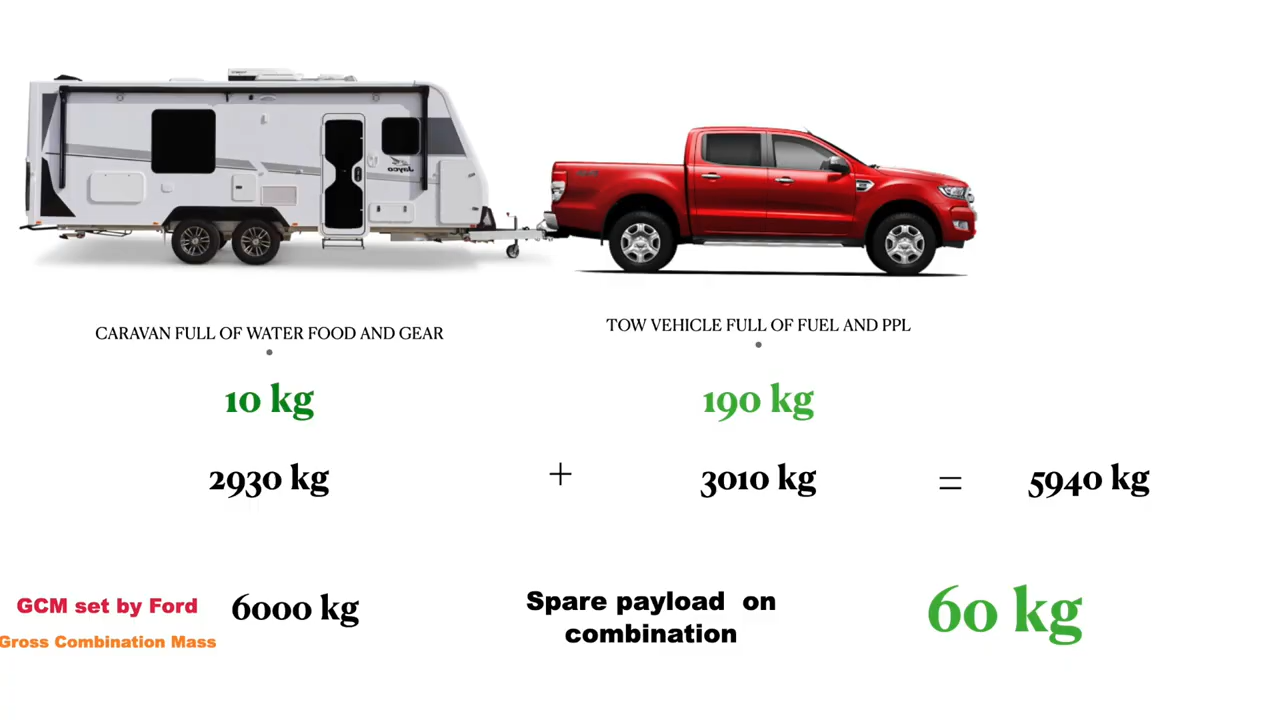 Jayco
CARAVAN FULL OF WATER FOOD AND GEAR
TOW VEHICLE FULL OF FUEL AND PPL
10 kg
190 kg
2930 kg + 3010 kg = 5940 kg
GCM set by Ford
Gross Combination Mass
6000 kg
Spare payload on
combination
60 kg